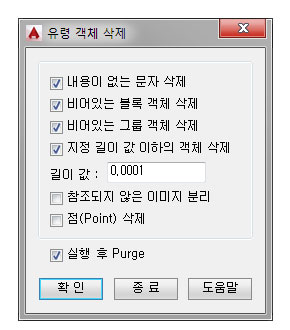 유령 객체 삭제
내용이 없는 문자 삭제
비어있는 블록 객체 삭제
비어있는 그룹 객체 삭제
지정 길이 값 이하의 객체 삭제
길이 값 : 0,0001
참조되지 않은 이미지 분리
점(Point) 삭제
실행 후 Purge
확 인 종 료 도움말